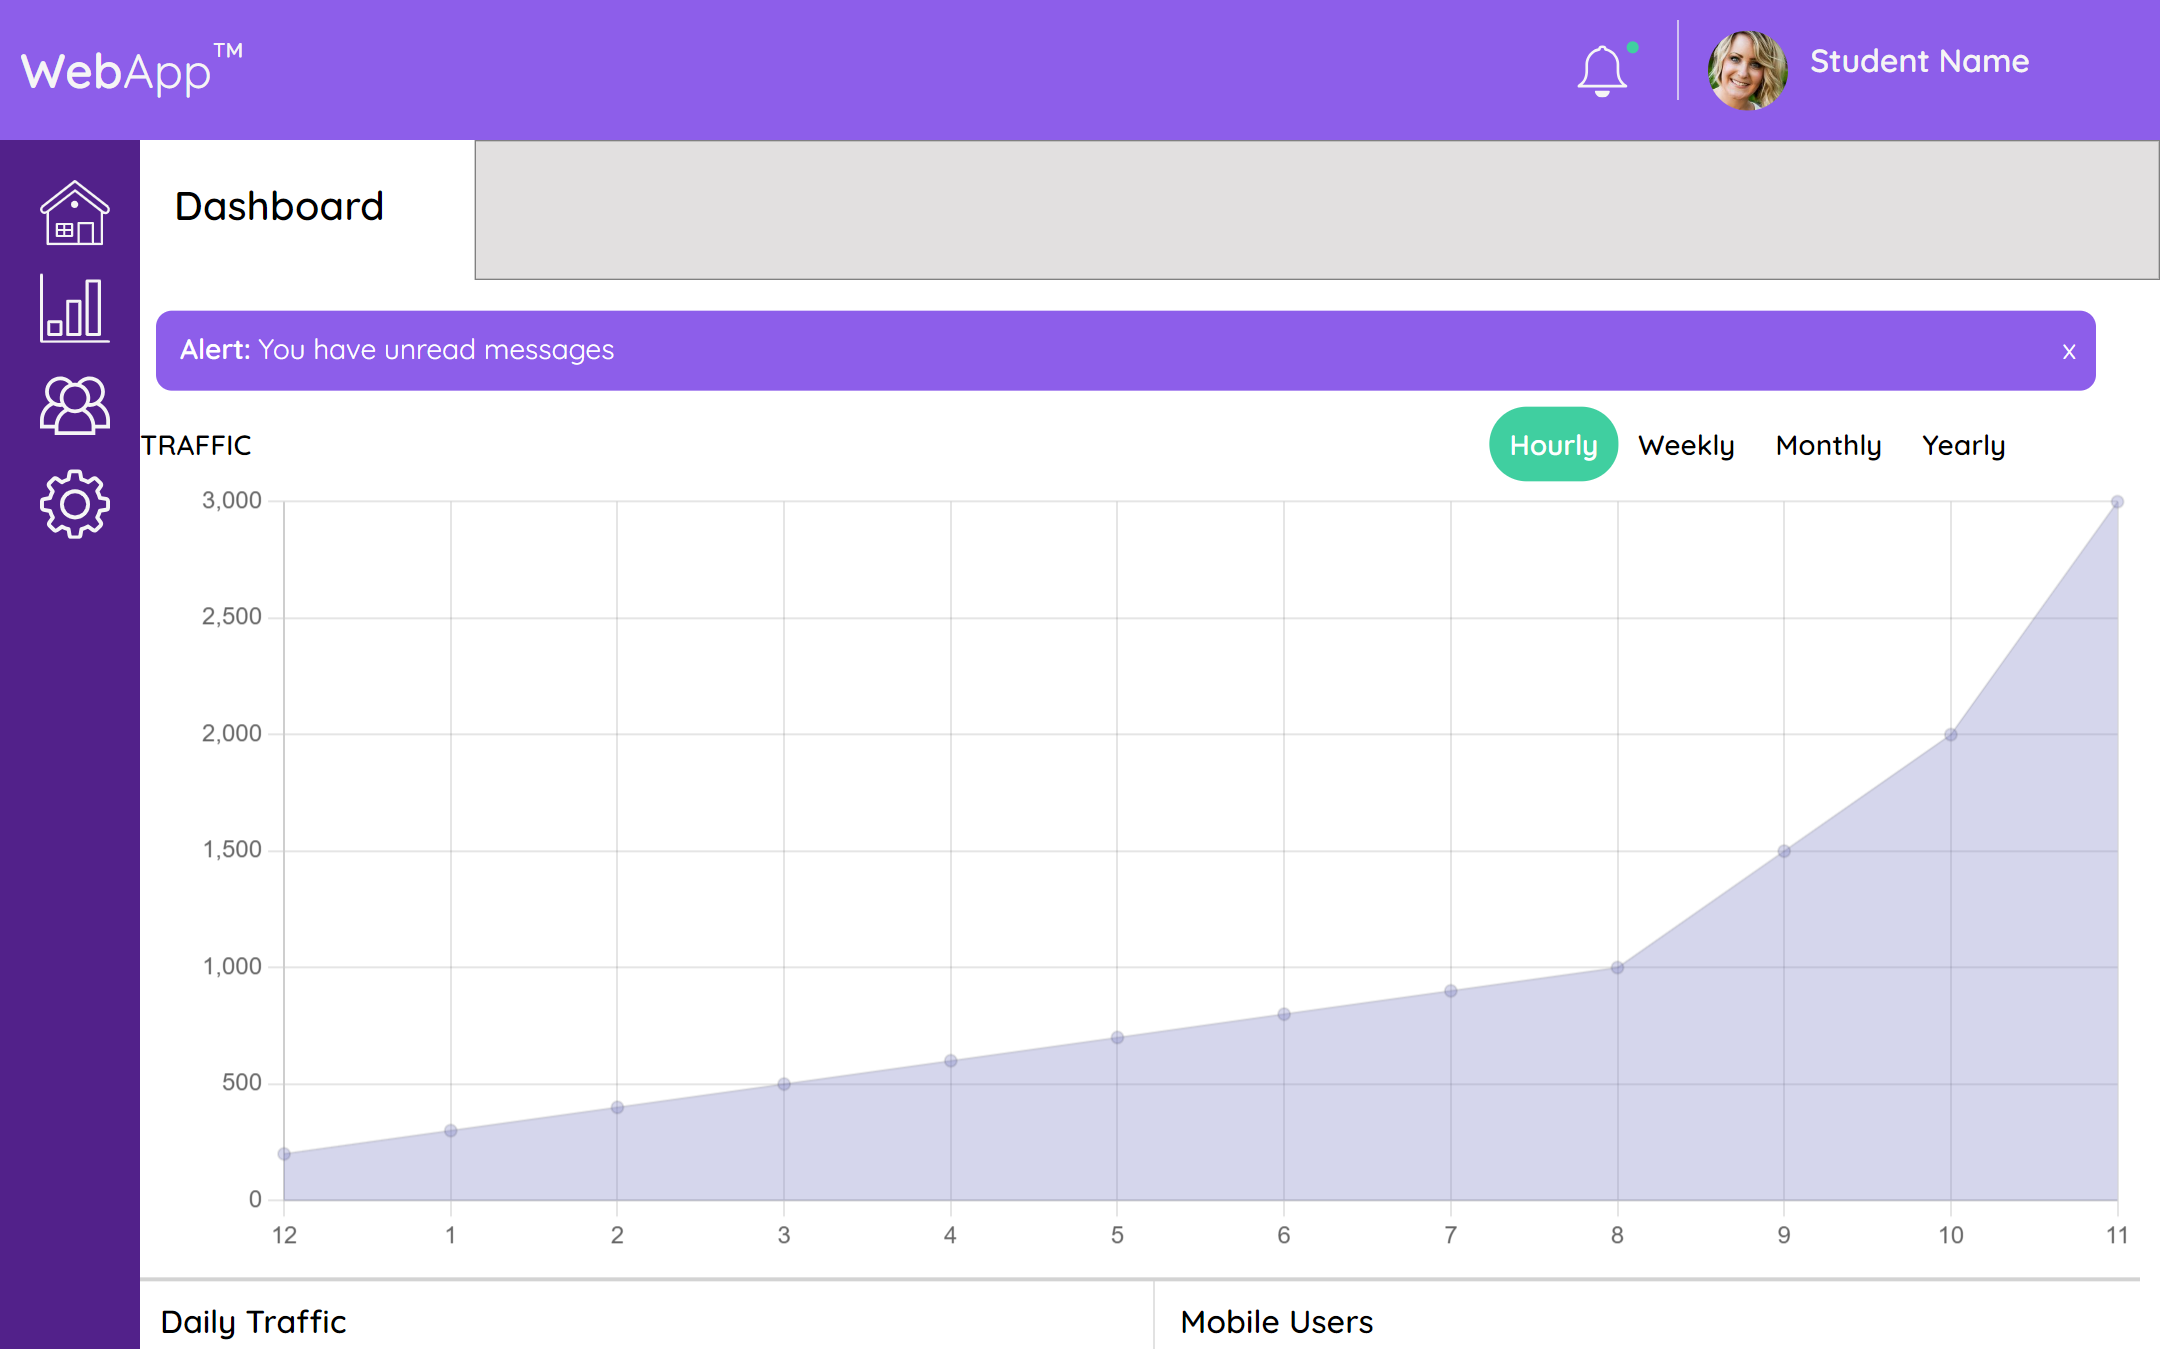 WebApp™
Student Name
Dashboard
Alert: You have unread messages
x
TRAFFIC
Hourly Weekly Monthly Yearly
3,000
2,500
2,000
1,500
1,000
500
0
12 1 2 3 4 5 6 7 8 9 10 11
Daily Traffic
Mobile Users